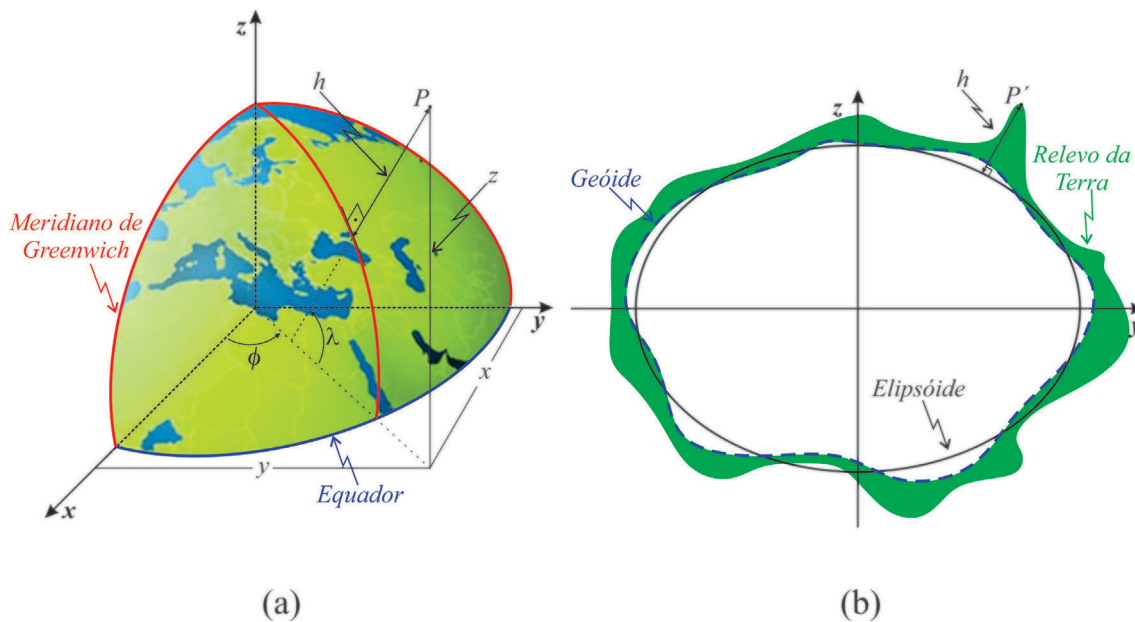 z
h
P
z
Meridiano de
Greenwich
y
λ
ϕ
x
y
Equador
x
(a)
z
h
P´
Geóide
Relevo da
Terra
y
Elipsóide
(b)